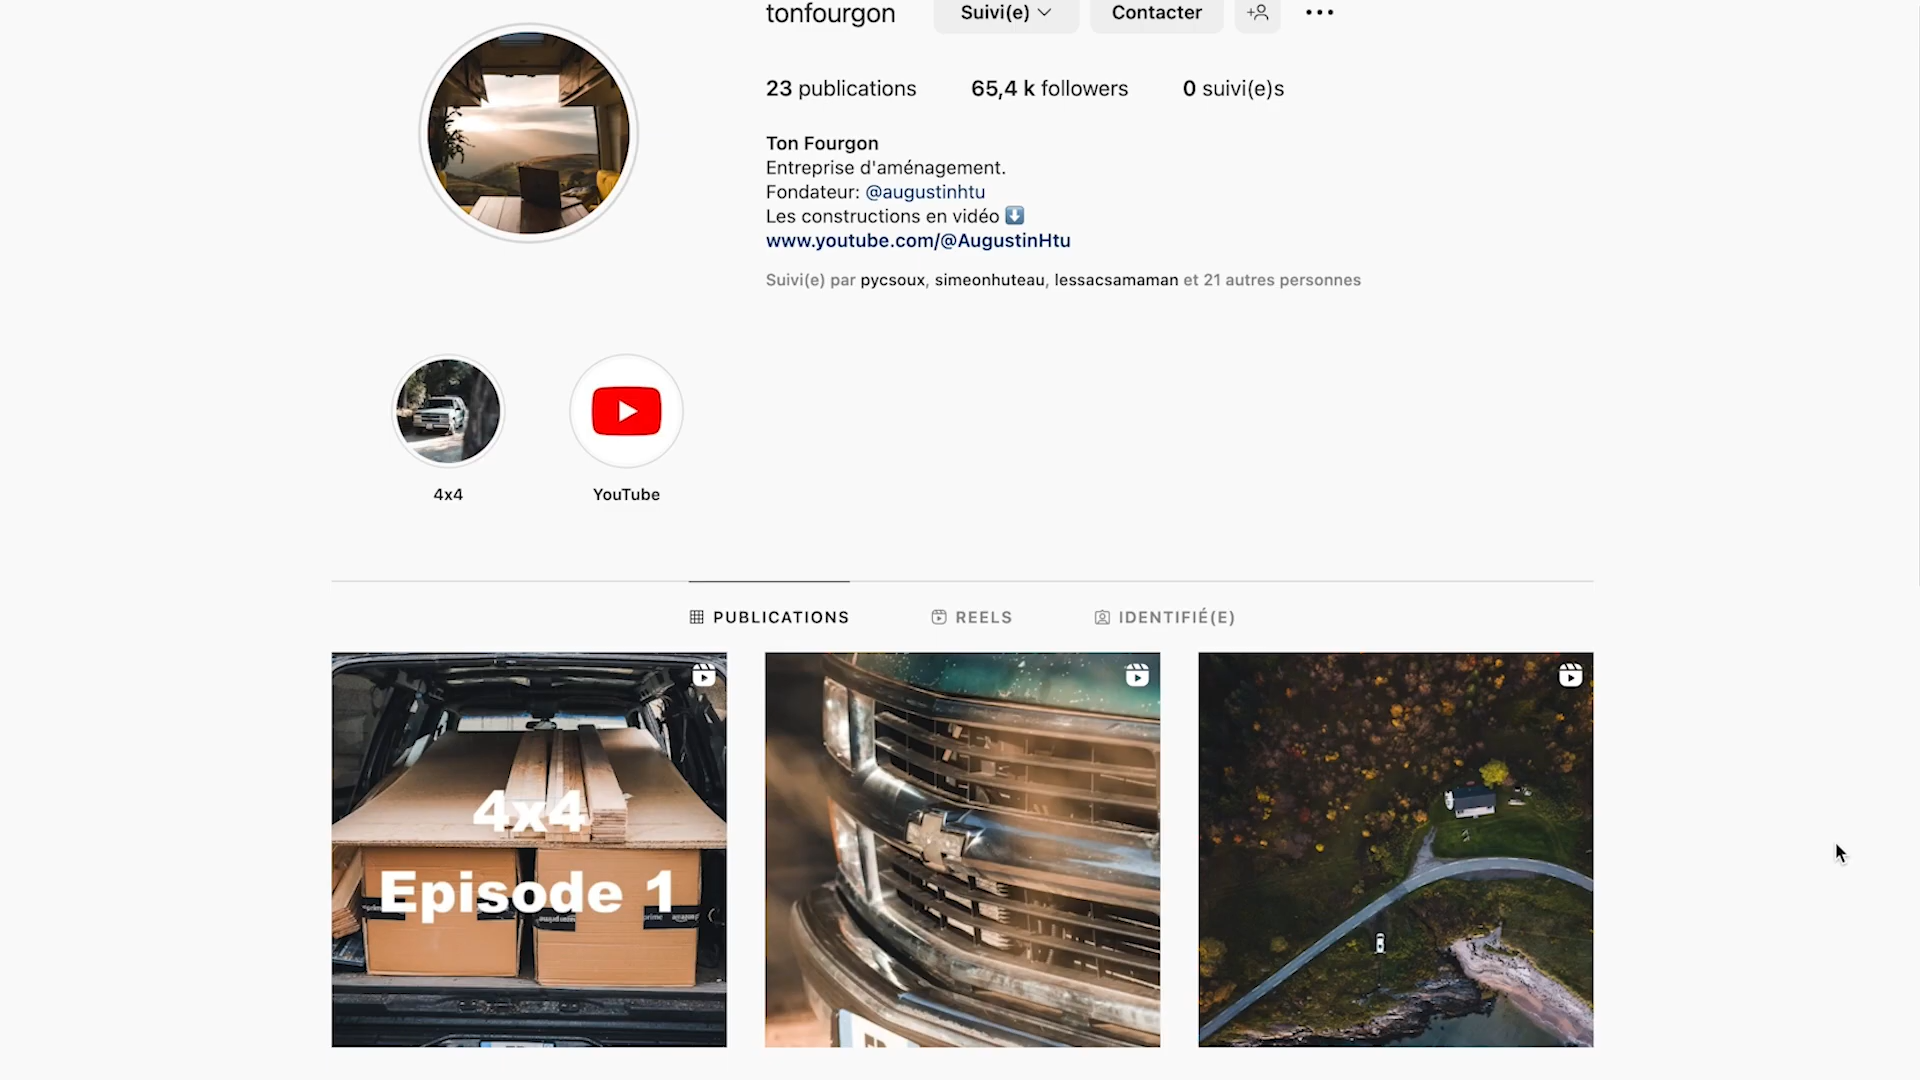 tonfourgon Suivi(e) Contacter
23 publications 65,4 k followers 0 suivi(e)s
Ton Fourgon
Entreprise d'aménagement.
Fondateur: @augustinhtu
Les constructions en vidéo ⬇️
www.youtube.com/@AugustinHtu
Suivi(e) par pycsoux, simeonhuteau, lessacsamaman et 21 autres personnes
4x4 YouTube
PUBLICATIONS REELS IDENTIFIÉ(E)
4x4
Episode 1
prime